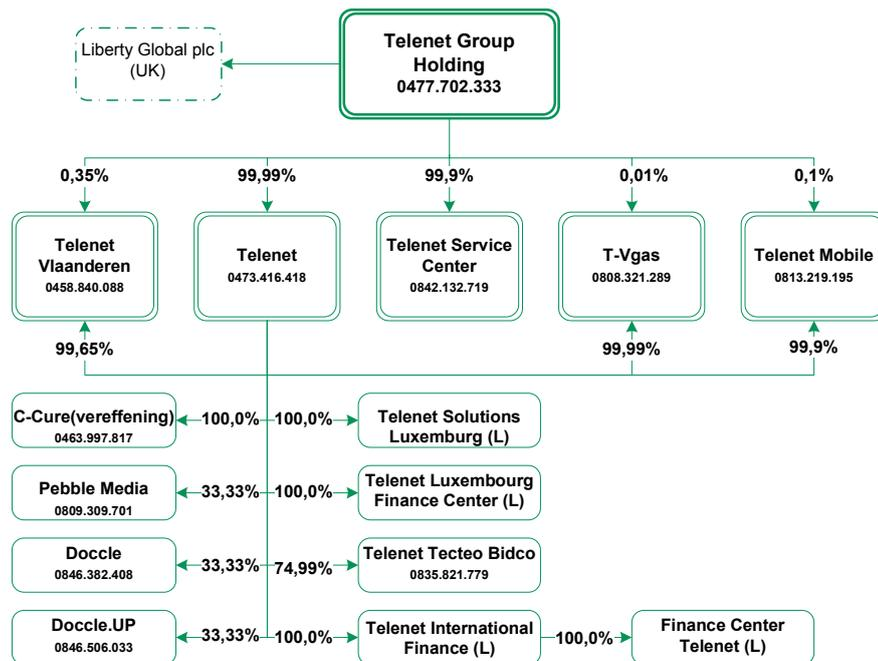 Liberty Global plc
(UK)
Telenet Group
Holding
0477.702.333
0,35%
99,99%
99,9%
0,01%
0,1%
Telenet
Vlaanderen
0458.840.088
Telenet
0473.416.418
Telenet Service
Center
0842.132.719
T-Vgas
0808.321.289
Telenet Mobile
0813.219.195
99,65%
99,99%
99,9%
C-Cure(vereffening)
0463.997.817
100,0%
100,0%
Telenet Solutions
Luxemburg (L)
Pebble Media
0809.309.701
33,33%
100,0%
Telenet Luxembourg
Finance Center (L)
Doccle
0846.382.408
33,33%
74,99%
Telenet Tecteo Bidco
0835.821.779
Doccle.UP
0846.506.033
33,33%
100,0%
Telenet International
Finance (L)
100,0%
Finance Center
Telenet (L)